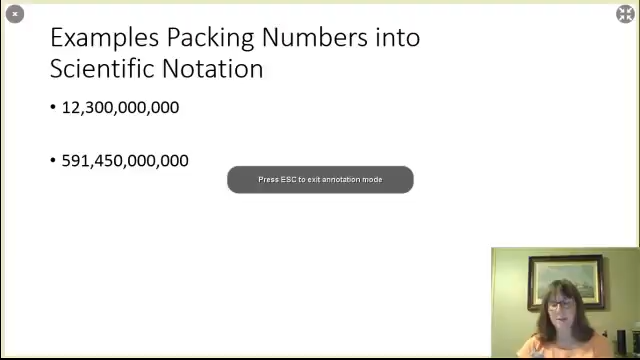 Examples Packing Numbers into
Scientific Notation
• 12,300,000,000
• 591,450,000,000
Press ESC to exit annotation mode